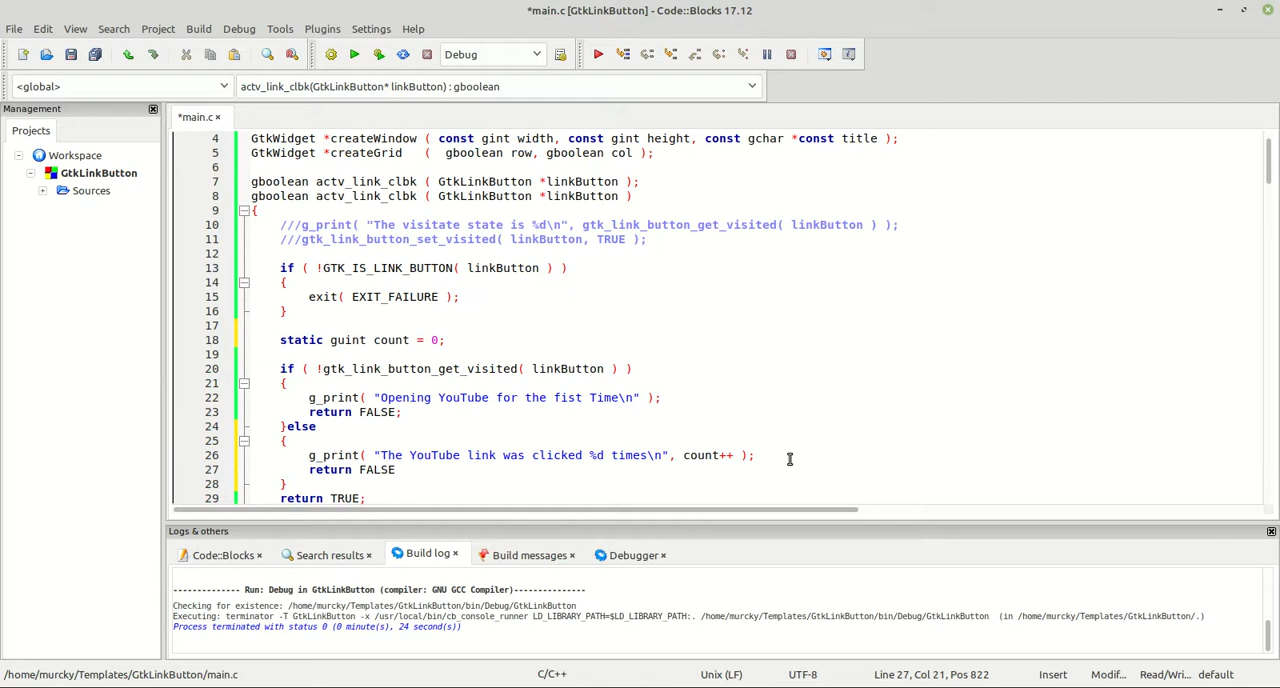 *main.c [GtkLinkButton] - Code::Blocks 17.12
File Edit View Search Project Build Debug Tools Plugins Settings Help
Debug
<global> actv_link_clbk(GtkLinkButton* linkButton) : gboolean
Management
Projects
Workspace
GtkLinkButton
Sources
*main.c ×
4 GtkWidget *createWindow ( const gint width, const gint height, const gchar *const title );
5 GtkWidget *createGrid   (  gboolean row, gboolean col );
6
7 gboolean actv_link_clbk ( GtkLinkButton *linkButton );
8 gboolean actv_link_clbk ( GtkLinkButton *linkButton )
9 {
10     ///g_print( "The visitate state is %d\n", gtk_link_button_get_visited( linkButton ) );
11     ///gtk_link_button_set_visited( linkButton, TRUE );
12
13     if ( !GTK_IS_LINK_BUTTON( linkButton ) )
14     {
15         exit( EXIT_FAILURE );
16     }
17
18     static guint count = 0;
19
20     if ( !gtk_link_button_get_visited( linkButton ) )
21     {
22         g_print( "Opening YouTube for the fist Time\n" );
23         return FALSE;
24     }else
25     {
26         g_print( "The YouTube link was clicked %d times\n", count++ );
27         return FALSE
28     }
29     return TRUE;
Logs & others
Code::Blocks × Search results × Build log × Build messages × Debugger ×
-------------- Run: Debug in GtkLinkButton (compiler: GNU GCC Compiler)---------------
Checking for existence: /home/murcky/Templates/GtkLinkButton/bin/Debug/GtkLinkButton
Executing: terminator -T GtkLinkButton -x /usr/local/bin/cb_console_runner LD_LIBRARY_PATH=$LD_LIBRARY_PATH:. /home/murcky/Templates/GtkLinkButton/bin/Debug/GtkLinkButton  (in /home/murcky/Templates/GtkLinkButton/.)
Process terminated with status 0 (0 minute(s), 24 second(s))
/home/murcky/Templates/GtkLinkButton/main.c C/C++ Unix (LF) UTF-8 Line 27, Col 21, Pos 822 Insert Modif... Read/Wri... default